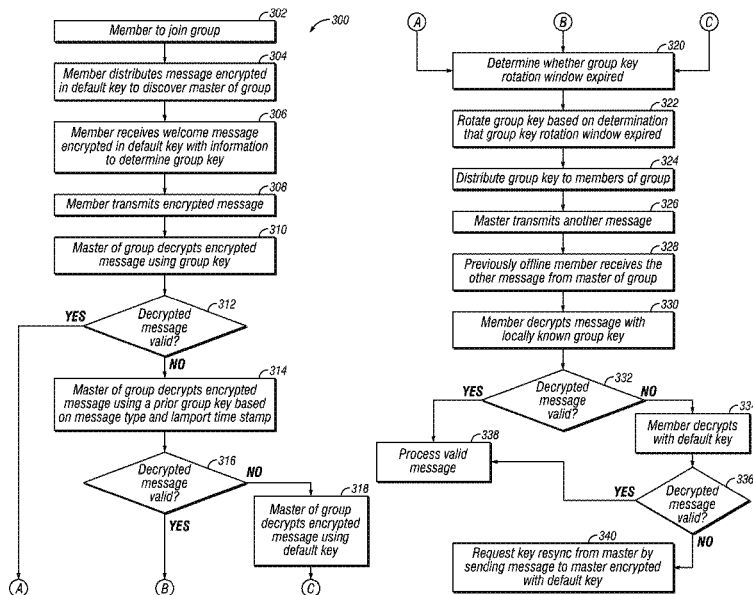 302
Member to join group
300
304
Member distributes message encrypted
in default key to discover master of group
306
Member receives welcome message
encrypted in default key with information
to determine group key
308
Member transmits encrypted message
310
Master of group decrypts encrypted
message using group key
312
YES
Decrypted
message
valid?
NO
314
Master of group decrypts encrypted
message using a prior group key based
on message type and lamport time stamp
316
Decrypted
message
valid?
NO
YES
318
Master of group
decrypts encrypted
message using
default key
A
B
C
A
B
C
320
Determine whether group key
rotation window expired
322
Rotate group key based on determination
that group key rotation window expired
324
Distribute group key to members of group
326
Master transmits another message
328
Previously offline member receives the
other message from master of group
330
Member decrypts message with
locally known group key
332
YES
Decrypted
message
valid?
NO
334
Member decrypts
with default key
338
Process valid
message
336
YES
Decrypted
message
valid?
NO
340
Request key resync from master by
sending message to master encrypted
with default key